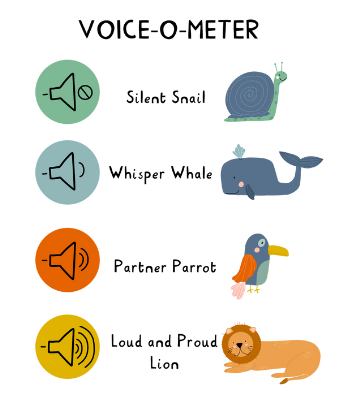 VOICE-O-METER
Silent Snail
Whisper Whale
Partner Parrot
Loud and Proud
Lion